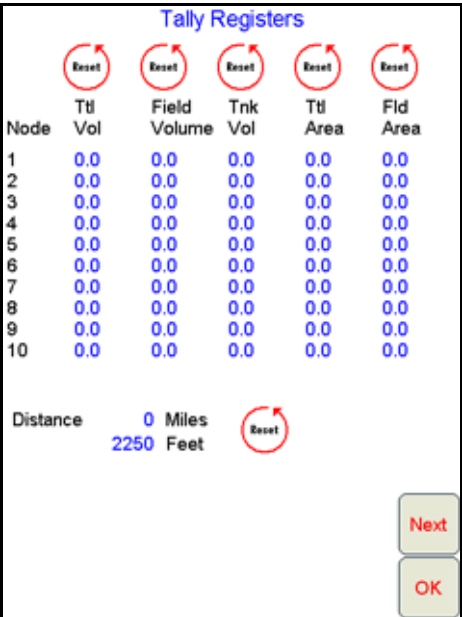 Tally Registers
Reset Reset Reset Reset Reset
Ttl Field Tnk Ttl Fld
Node Vol Volume Vol Area Area
1 0.0 0.0 0.0 0.0 0.0
2 0.0 0.0 0.0 0.0 0.0
3 0.0 0.0 0.0 0.0 0.0
4 0.0 0.0 0.0 0.0 0.0
5 0.0 0.0 0.0 0.0 0.0
6 0.0 0.0 0.0 0.0 0.0
7 0.0 0.0 0.0 0.0 0.0
8 0.0 0.0 0.0 0.0 0.0
9 0.0 0.0 0.0 0.0 0.0
10 0.0 0.0 0.0 0.0 0.0
Distance 0 Miles
2250 Feet
Reset
Next
OK